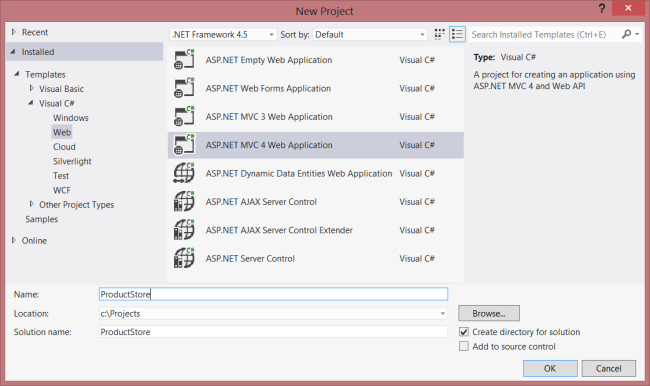 New Project
? X
Recent
Installed
Templates
Visual Basic
Visual C#
Windows
Web
Cloud
Silverlight
Test
WCF
Other Project Types
Samples
Online
.NET Framework 4.5 Sort by: Default
ASP.NET Empty Web Application Visual C#
ASP.NET Web Forms Application Visual C#
ASP.NET MVC 3 Web Application Visual C#
ASP.NET MVC 4 Web Application Visual C#
ASP.NET Dynamic Data Entities Web Application Visual C#
ASP.NET AJAX Server Control Visual C#
ASP.NET AJAX Server Control Extender Visual C#
ASP.NET Server Control Visual C#
Search Installed Templates (Ctrl+E)
Type: Visual C#
A project for creating an application using
ASP.NET MVC 4 and Web API
Name: ProductStore
Location: c:\Projects Browse...
Solution name: ProductStore
Create directory for solution
Add to source control
OK Cancel